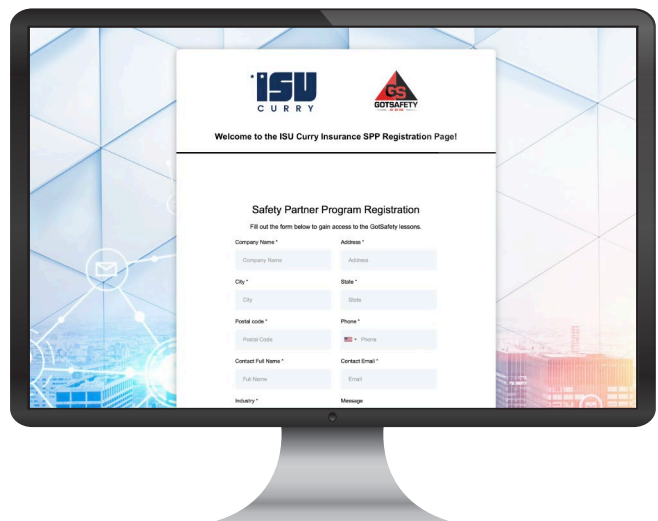 ISU
CURRY
GS
GOTSAFETY
Welcome to the ISU Curry Insurance SPP Registration Page!
Safety Partner Program Registration
Fill out the form below to gain access to the GotSafety lessons.
Company Name * Address *
Company Name Address
City * State *
City State
Postal code * Phone *
Postal Code Phone
Contact Full Name * Contact Email *
Full Name Email
Industry * Message